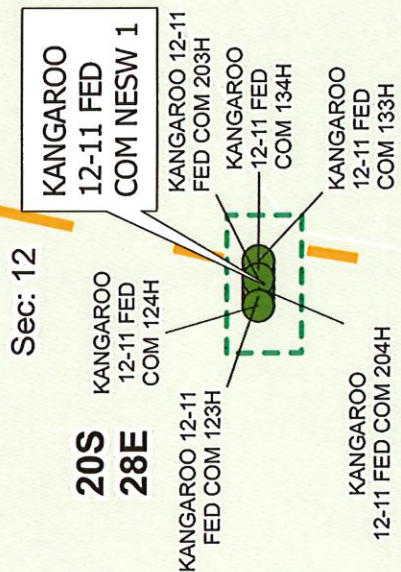 Sec: 12
KANGAROO
12-11 FED
COM NESW 1
20S
28E
KANGAROO
12-11 FED
COM 124H
KANGAROO 12-11
FED COM 203H
KANGAROO
12-11 FED
COM 134H
KANGAROO 12-11
FED COM 123H
KANGAROO
12-11 FED
COM 133H
KANGAROO
12-11 FED COM 204H